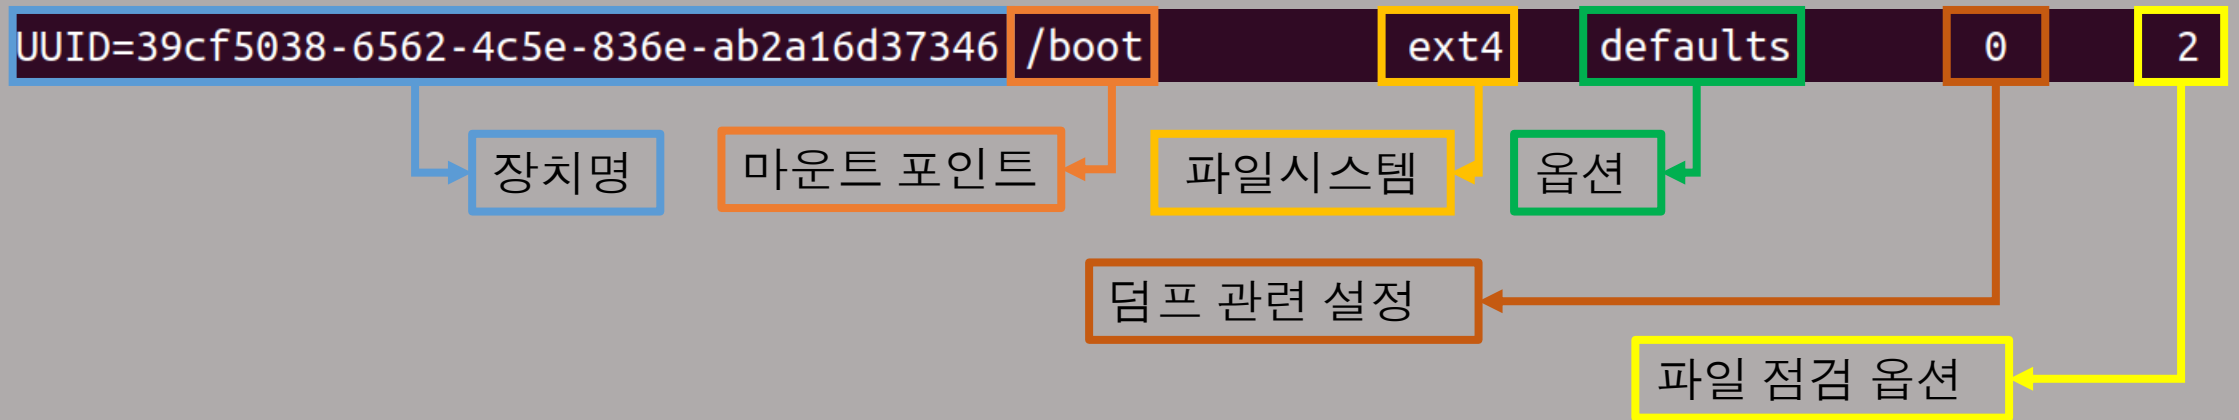 UUID=39cf5038-6562-4c5e-836e-ab2a16d37346 /boot ext4 defaults 0 2
장치명 마운트 포인트 파일시스템 옵션
덤프 관련 설정
파일 점검 옵션